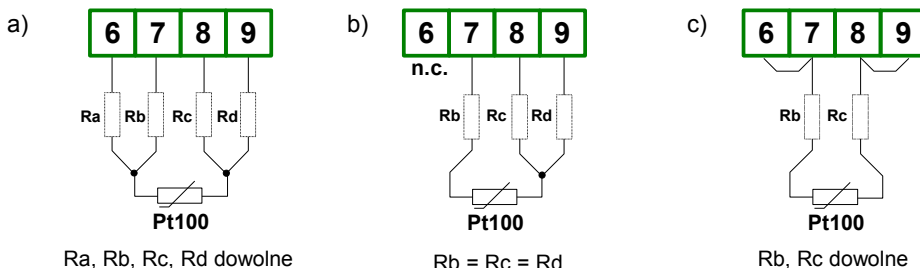 a)
6 7 8 9
Ra Rb Rc Rd
Pt100
Ra, Rb, Rc, Rd dowolne
b)
6 7 8 9
n.c.
Rb Rc Rd
Pt100
Rb = Rc = Rd
c)
6 7 8 9
Rb Rc
Pt100
Rb, Rc dowolne